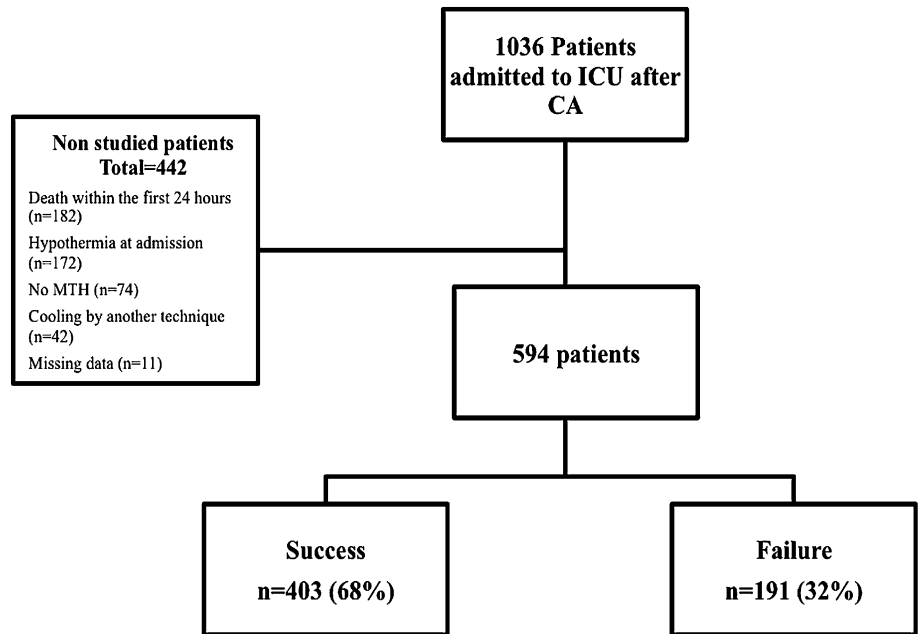 1036 Patients
admitted to ICU after
CA
Non studied patients
Total=442
Death within the first 24 hours
(n=182)
Hypothermia at admission
(n=172)
No MTH (n=74)
Cooling by another technique
(n=42)
Missing data (n=11)
594 patients
Success
n=403 (68%)
Failure
n=191 (32%)